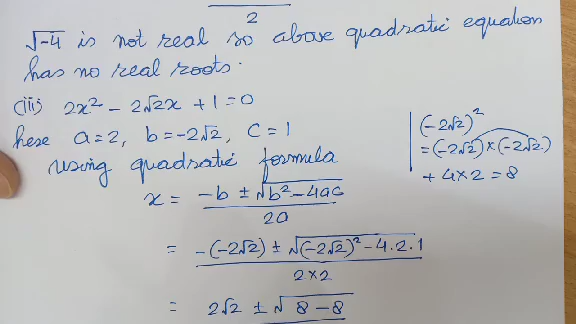 2
√-4 is not real so above quadratic equation
has no real roots.
(iii) 2x² - 2√2x + 1 = 0
here a = 2, b = -2√2, c = 1
using quadratic formula
x = (-b ± √(b² - 4ac)) / 2a
= (-(-2√2) ± √((-2√2)² - 4.2.1)) / 2×2
= 2√2 ± √(8 - 8)
(-2√2)²
= (-2√2) × (-2√2)
+ 4×2 = 8